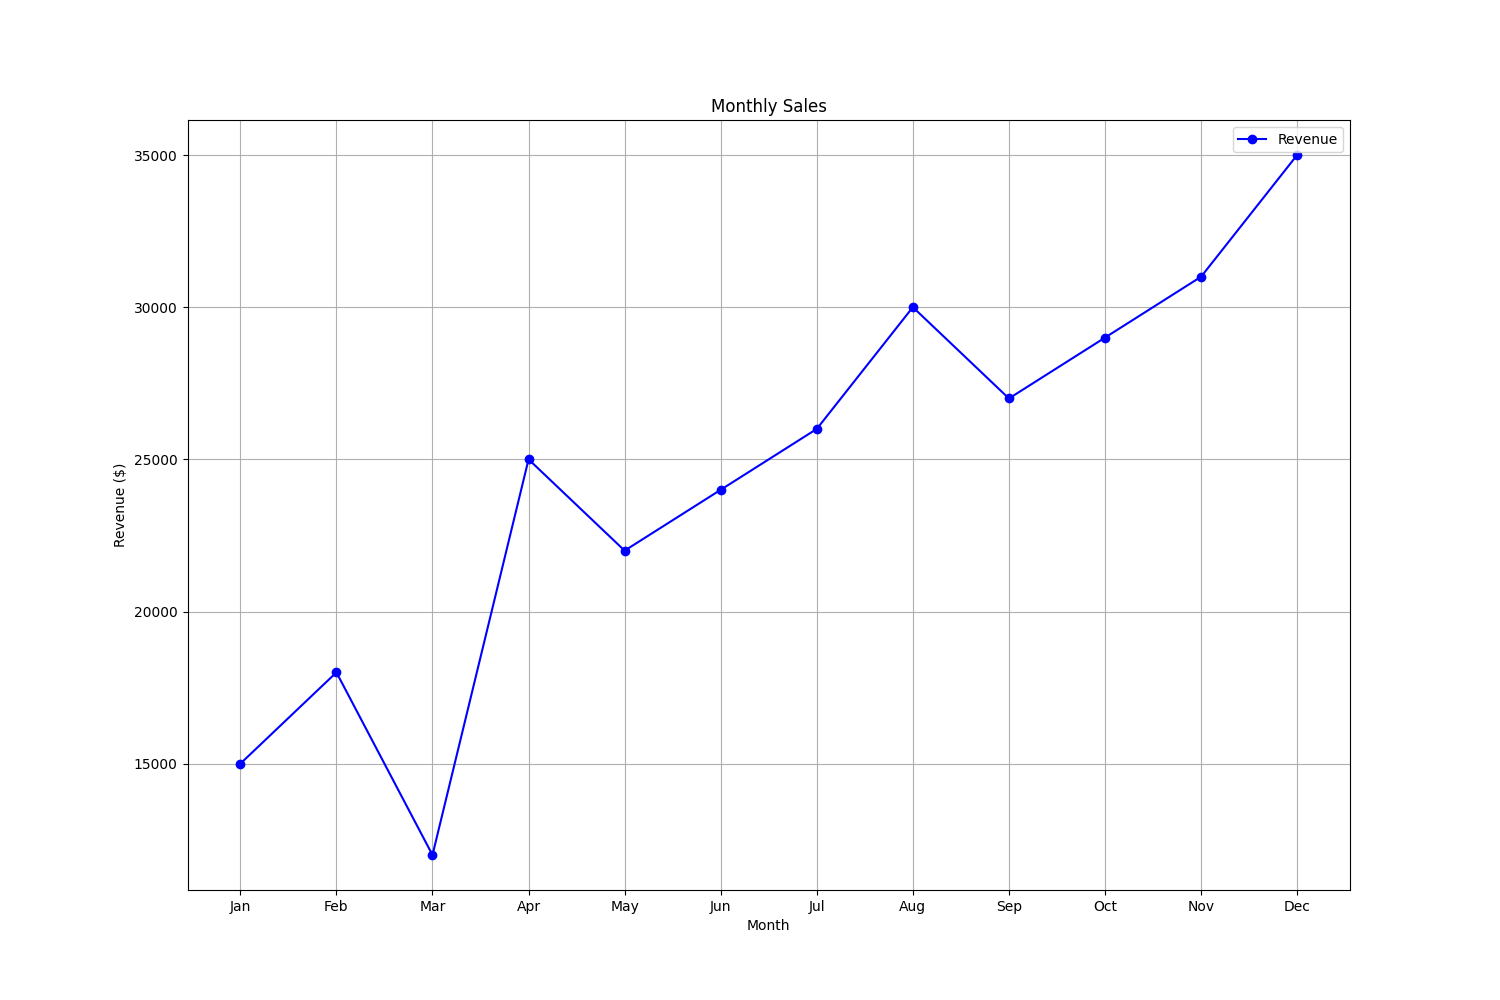 Monthly Sales
Revenue
35000
30000
25000
20000
15000
Revenue ($)
Jan Feb Mar Apr May Jun Jul Aug Sep Oct Nov Dec
Month